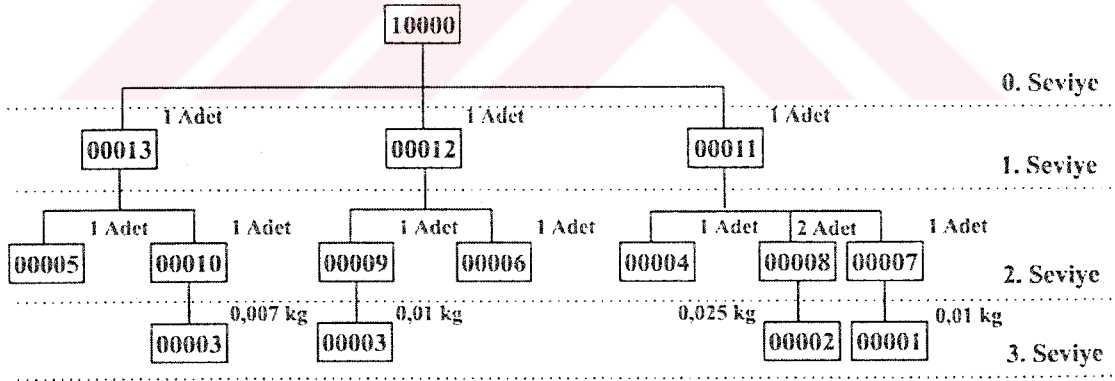 10000
0. Seviye
1 Adet 1 Adet 1 Adet
00013 00012 00011
1. Seviye
1 Adet 1 Adet 1 Adet 1 Adet 1 Adet 2 Adet 1 Adet
00005 00010 00009 00006 00004 00008 00007
2. Seviye
0,007 kg 0,01 kg 0,025 kg 0,01 kg
00003 00003 00002 00001
3. Seviye